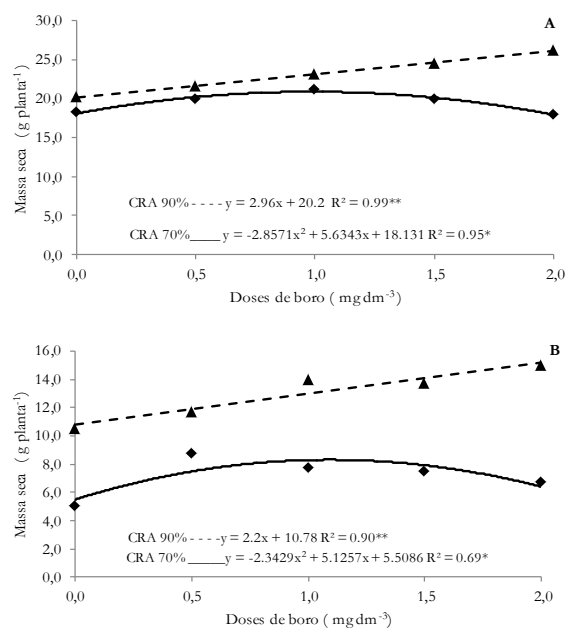 A
30,0
25,0
20,0
15,0
10,0
5,0
0,0
Massa seca ( g planta-1)
CRA 90% - - - - y = 2.96x + 20.2 R² = 0.99**
CRA 70%____ y = -2.8571x² + 5.6343x + 18.131 R² = 0.95*
0,0 0,5 1,0 1,5 2,0
Doses de boro ( mg dm-3)
B
16,0
14,0
12,0
10,0
8,0
6,0
4,0
2,0
0,0
Massa seca ( g planta-1)
CRA 90% - - - -y = 2.2x + 10.78 R² = 0.90**
CRA 70% _____y = -2.3429x² + 5.1257x + 5.5086 R² = 0.69*
0,0 0,5 1,0 1,5 2,0
Doses de boro ( mg dm-3)